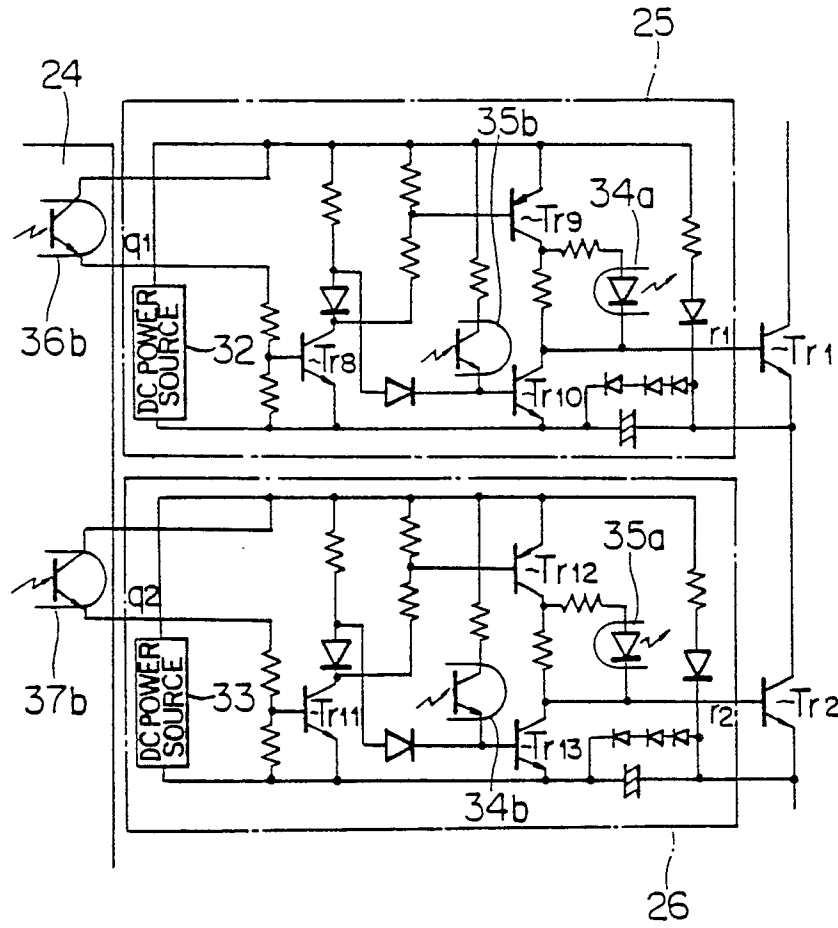 25
24
35b
34a
Tr9
q1
36b
DC POWER
SOURCE
32
Tr8
r1
Tr1
Tr10
35a
Tr12
q2
37b
DC POWER
SOURCE
33
Tr11
r2
Tr2
Tr13
34b
26